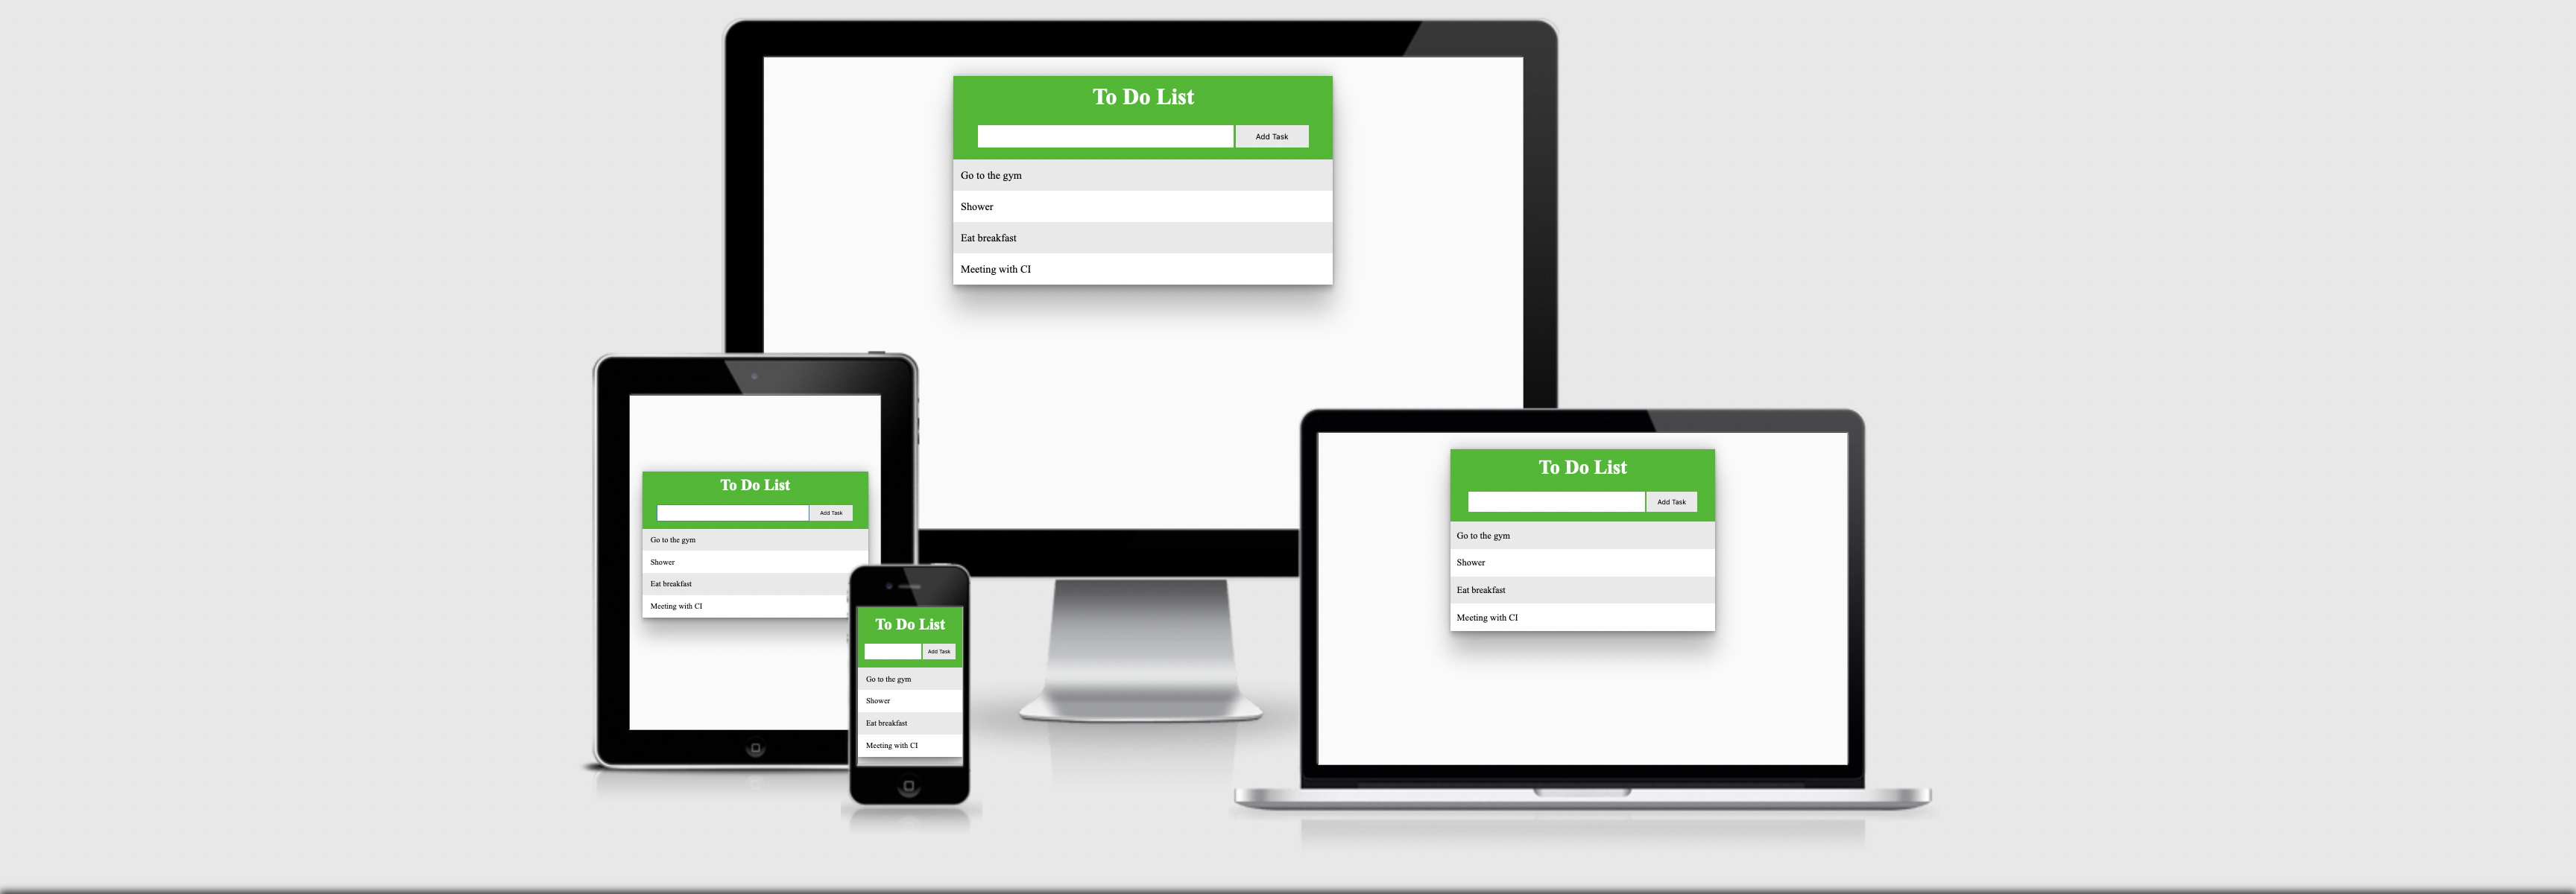 To Do List
Add Task
Go to the gym
Shower
Eat breakfast
Meeting with CI
To Do List
Add Task
Go to the gym
Shower
Eat breakfast
Meeting with CI
To Do List
Add Task
Go to the gym
Shower
Eat breakfast
Meeting with CI
To Do List
Add Task
Go to the gym
Shower
Eat breakfast
Meeting with CI